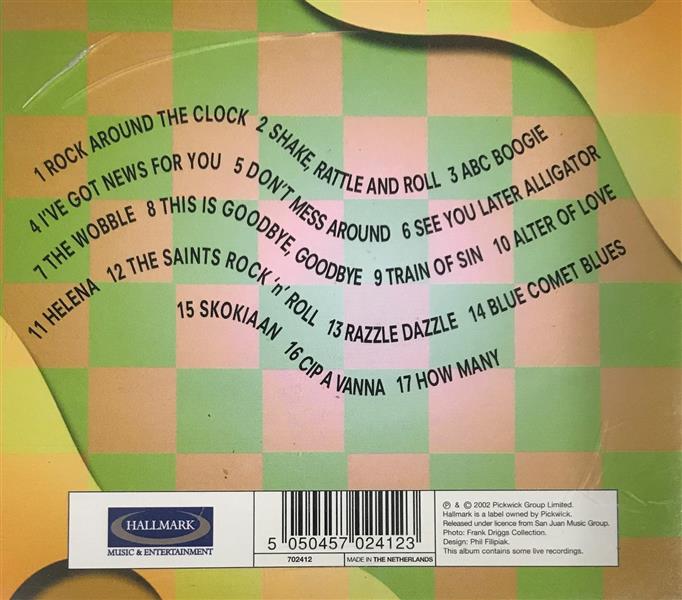 1 ROCK AROUND THE CLOCK 2 SHAKE, RATTLE AND ROLL 3 ABC BOOGIE
4 I'VE GOT NEWS FOR YOU 5 DON'T MESS AROUND 6 SEE YOU LATER ALLIGATOR
7 THE WOBBLE 8 THIS IS GOODBYE, GOODBYE 9 TRAIN OF SIN 10 ALTER OF LOVE
11 HELENA 12 THE SAINTS ROCK 'n' ROLL 13 RAZZLE DAZZLE 14 BLUE COMET BLUES
15 SKOKIAAN 16 CIP A VANNA 17 HOW MANY
HALLMARK
MUSIC & ENTERTAINMENT
5 050457 024123
702412 MADE IN THE NETHERLANDS
℗ & © 2002 Pickwick Group Limited.
Hallmark is a label owned by Pickwick.
Released under licence from San Juan Music Group.
Photo: Frank Driggs Collection.
Design: Phil Filipiak.
This album contains some live recordings.